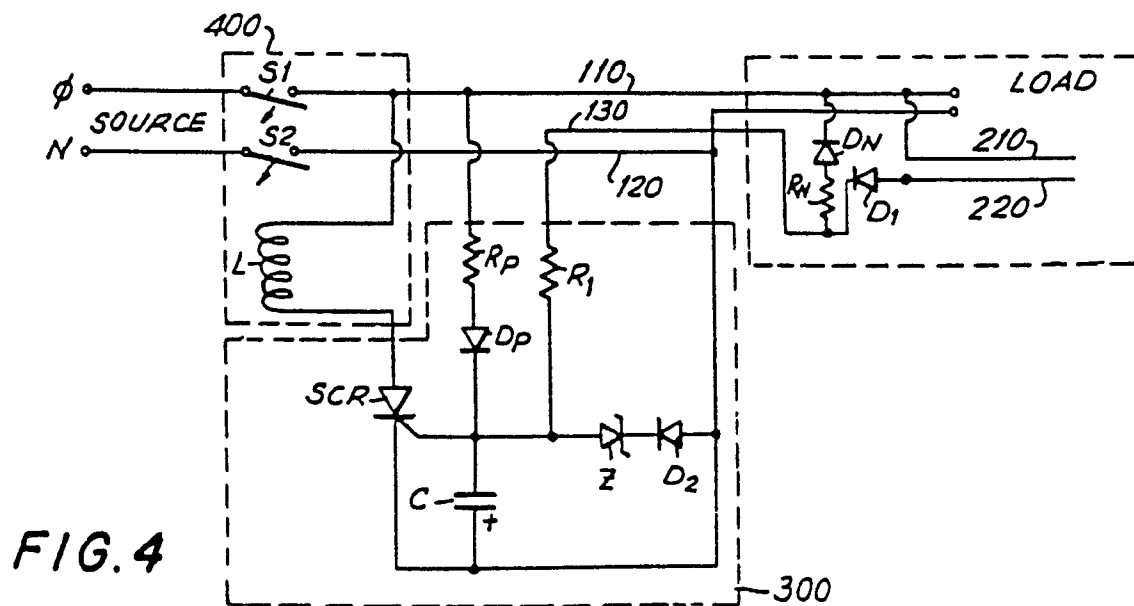 400
S1
110
LOAD
ϕ
130
SOURCE
S2
DN
210
N
RN
D1
120
220
L
RP
R1
DP
SCR
Z
D2
C
+
FIG. 4
300